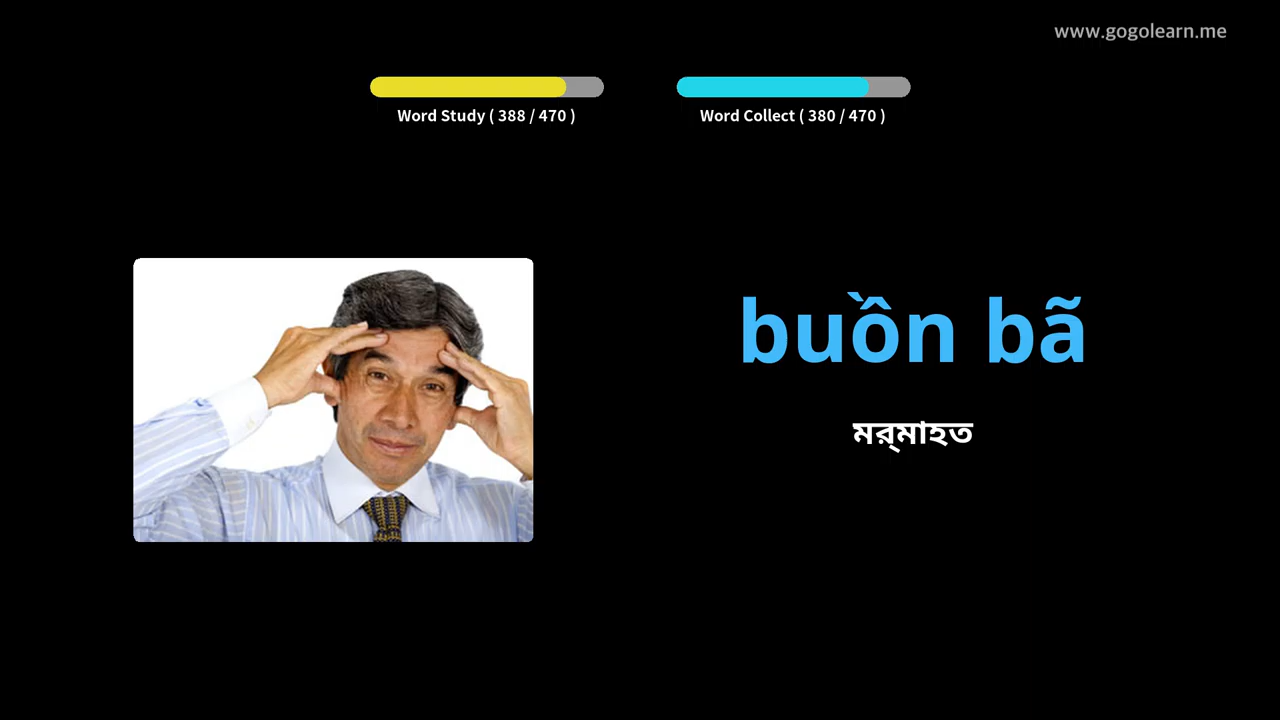 www.gogolearn.me
Word Study ( 388 / 470 )
Word Collect ( 380 / 470 )
buồn bã
মর্মাহত